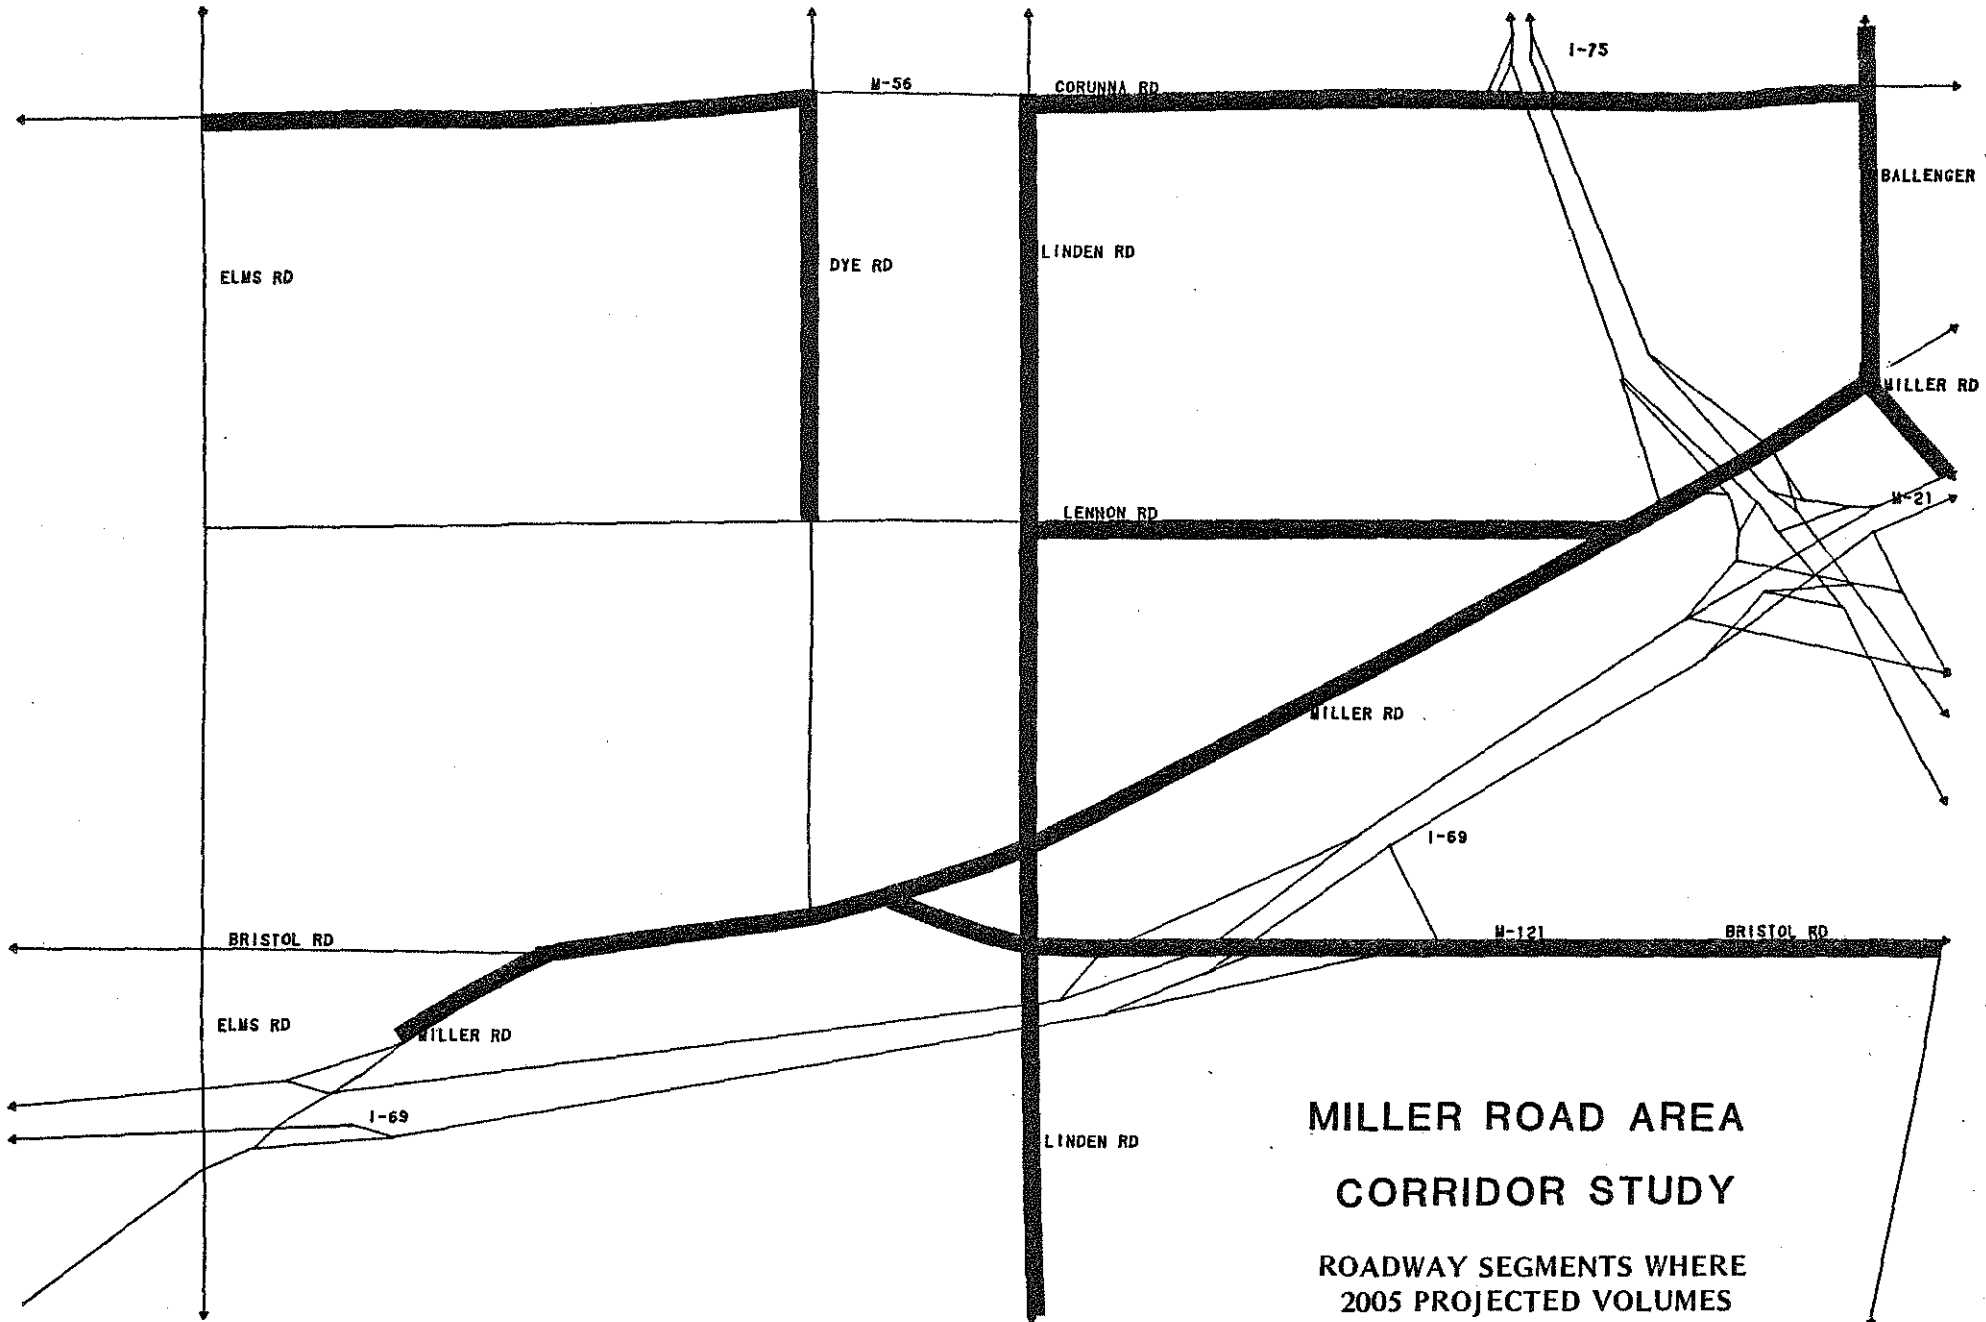 I-75
M-56
CORUNNA RD
BALLENGER
LINDEN RD
DYE RD
ELMS RD
MILLER RD
M-21
LENNON RD
MILLER RD
I-69
M-121
BRISTOL RD
BRISTOL RD
ELMS RD
MILLER RD
I-69
LINDEN RD
MILLER ROAD AREA
CORRIDOR STUDY
ROADWAY SEGMENTS WHERE
2005 PROJECTED VOLUMES